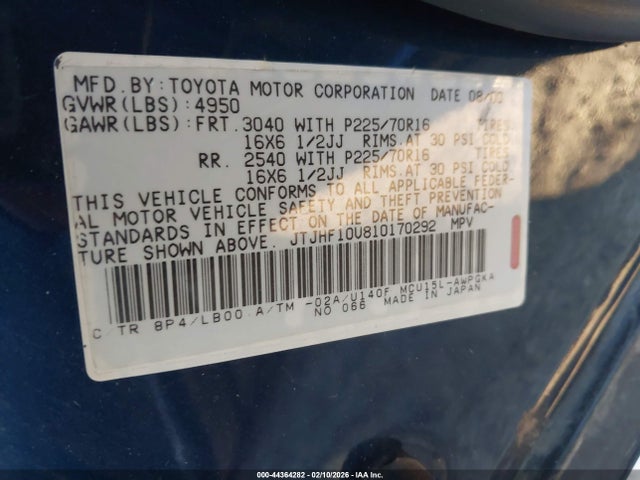 MFD. BY: TOYOTA MOTOR CORPORATION DATE 08/00
GVWR(LBS): 4950
GAWR(LBS): FRT. 3040 WITH P225/70R16 TIRES
16X6 1/2JJ RIMS.AT 30 PSI COLD
RR. 2540 WITH P225/70R16 TIRES
16X6 1/2JJ RIMS AT 30 PSI COLD
THIS VEHICLE CONFORMS TO ALL APPLICABLE FEDER-
AL MOTOR VEHICLE SAFETY AND THEFT PREVENTION
STANDARDS IN EFFECT ON THE DATE OF MANUFAC-
TURE SHOWN ABOVE. JTJHF10U810170292 MPV
C/TR 8P4/LB00 A/TM -02A/U140F MCU15L-AWPGKA
NO 066 MADE IN JAPAN
000-44364282 - 02/10/2026 - IAA Inc.